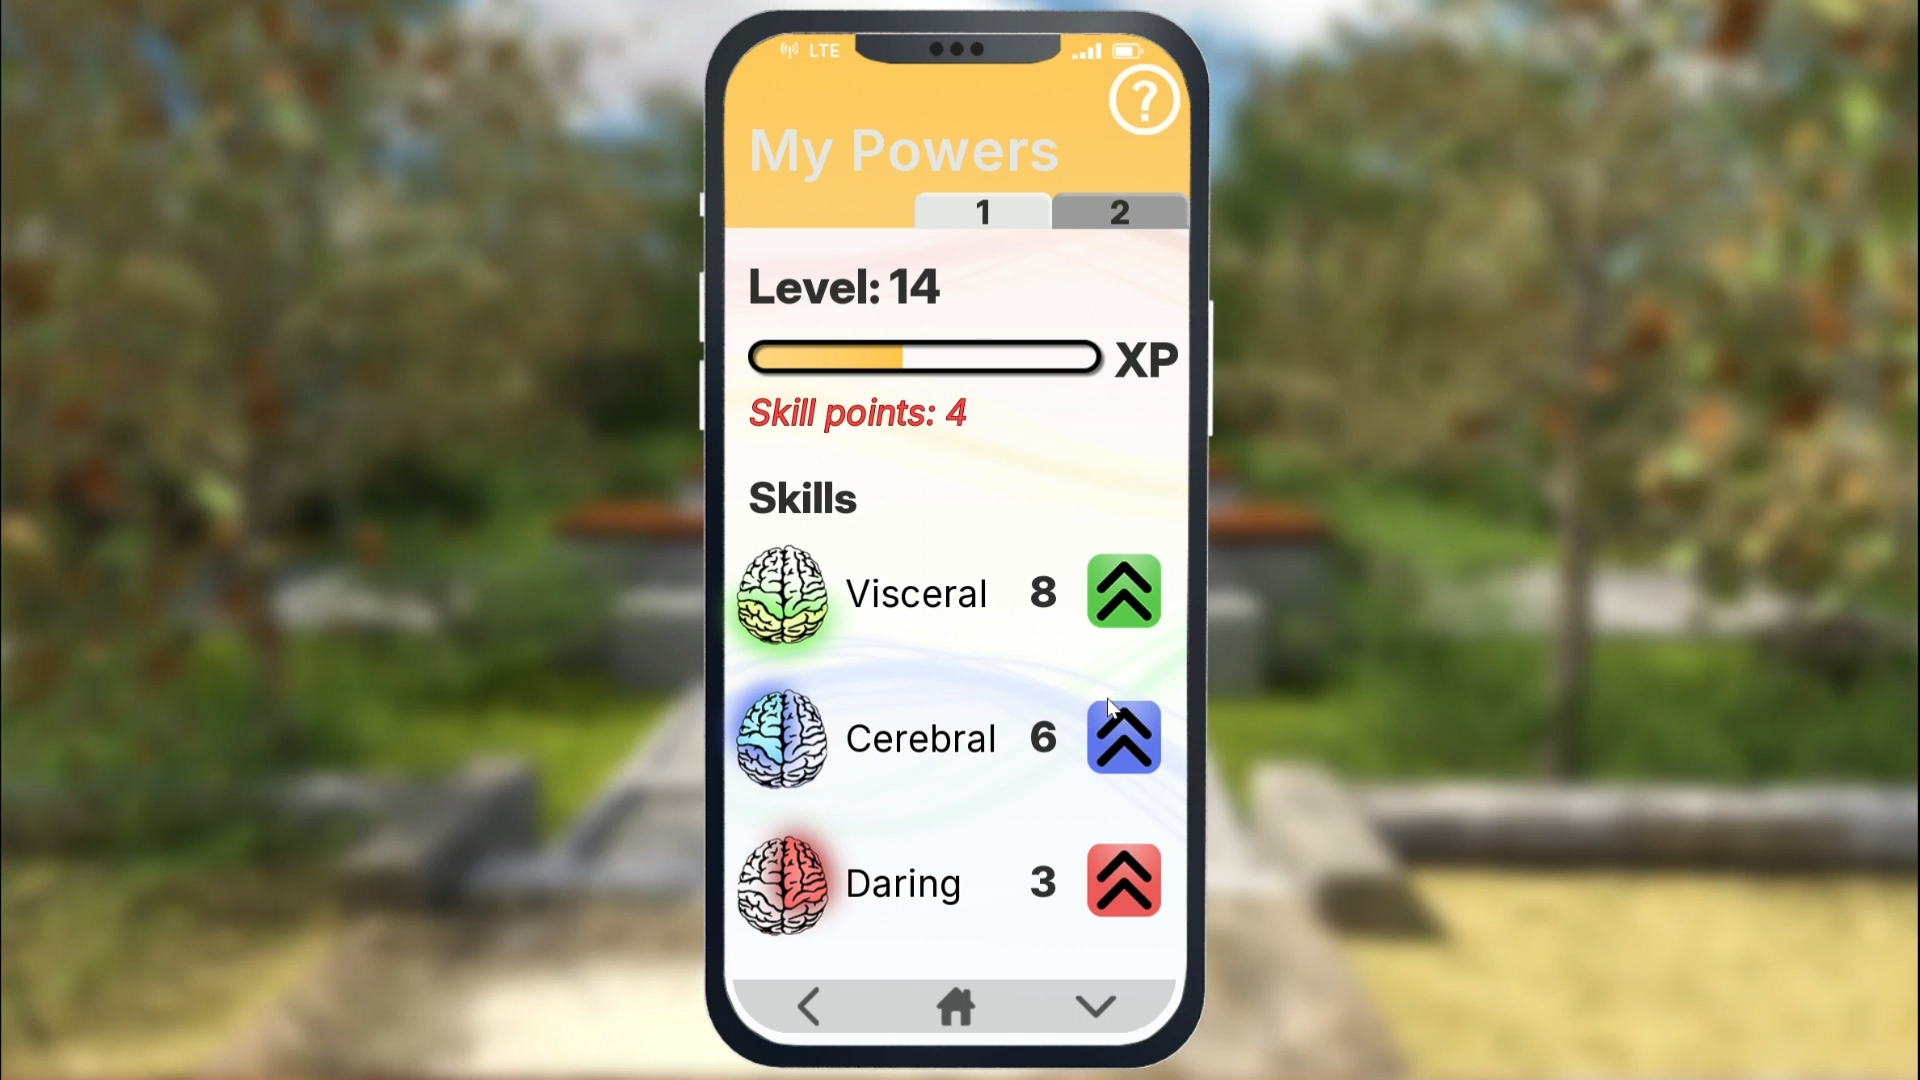 LTE
?
My Powers
1 2
Level: 14
XP
Skill points: 4
Skills
Visceral 8
Cerebral 6
Daring 3